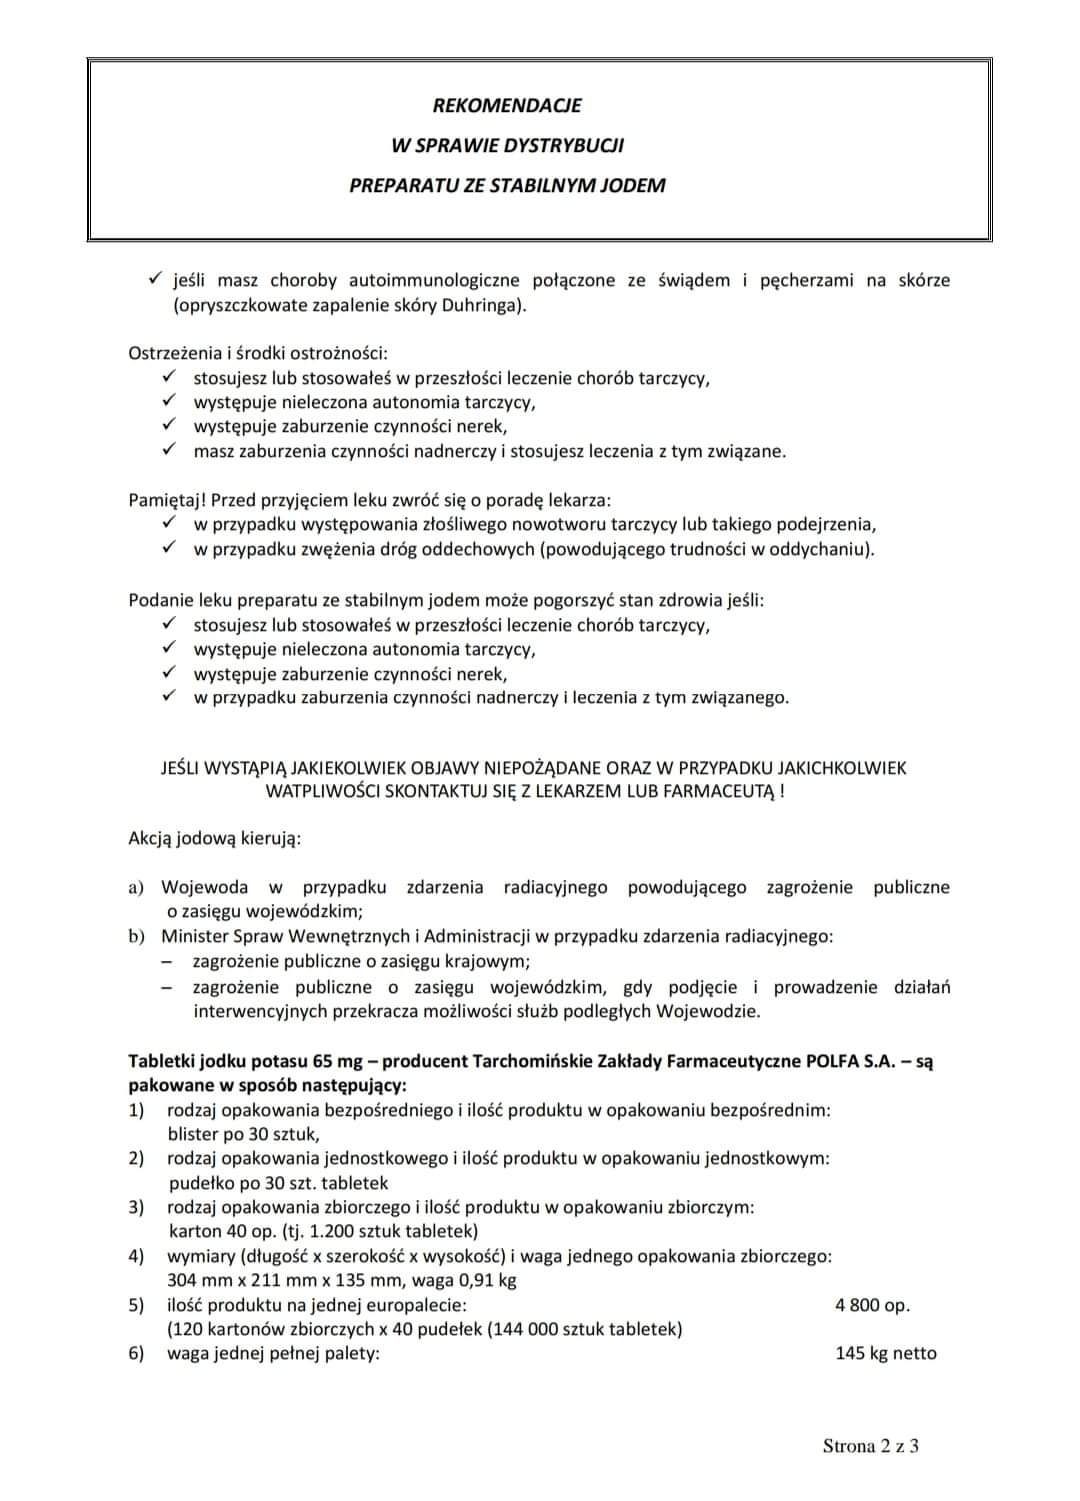 REKOMENDACJE
W SPRAWIE DYSTRYBUCJI
PREPARATU ZE STABILNYM JODEM
✓ jeśli masz choroby autoimmunologiczne połączone ze świądem i pęcherzami na skórze
(opryszczkowate zapalenie skóry Duhringa).
Ostrzeżenia i środki ostrożności:
✓ stosujesz lub stosowałeś w przeszłości leczenie chorób tarczycy,
✓ występuje nieleczona autonomia tarczycy,
✓ występuje zaburzenie czynności nerek,
✓ masz zaburzenia czynności nadnerczy i stosujesz leczenia z tym związane.
Pamiętaj! Przed przyjęciem leku zwróć się o poradę lekarza:
✓ w przypadku występowania złośliwego nowotworu tarczycy lub takiego podejrzenia,
✓ w przypadku zwężenia dróg oddechowych (powodującego trudności w oddychaniu).
Podanie leku preparatu ze stabilnym jodem może pogorszyć stan zdrowia jeśli:
✓ stosujesz lub stosowałeś w przeszłości leczenie chorób tarczycy,
✓ występuje nieleczona autonomia tarczycy,
✓ występuje zaburzenie czynności nerek,
✓ w przypadku zaburzenia czynności nadnerczy i leczenia z tym związanego.
JEŚLI WYSTĄPIĄ JAKIEKOLWIEK OBJAWY NIEPOŻĄDANE ORAZ W PRZYPADKU JAKICHKOLWIEK
WATPLIWOŚCI SKONTAKTUJ SIĘ Z LEKARZEM LUB FARMACEUTĄ !
Akcją jodową kierują:
a) Wojewoda w przypadku zdarzenia radiacyjnego powodującego zagrożenie publiczne
o zasięgu wojewódzkim;
b) Minister Spraw Wewnętrznych i Administracji w przypadku zdarzenia radiacyjnego:
– zagrożenie publiczne o zasięgu krajowym;
– zagrożenie publiczne o zasięgu wojewódzkim, gdy podjęcie i prowadzenie działań
interwencyjnych przekracza możliwości służb podległych Wojewodzie.
Tabletki jodku potasu 65 mg – producent Tarchomińskie Zakłady Farmaceutyczne POLFA S.A. – są
pakowane w sposób następujący:
1) rodzaj opakowania bezpośredniego i ilość produktu w opakowaniu bezpośrednim:
blister po 30 sztuk,
2) rodzaj opakowania jednostkowego i ilość produktu w opakowaniu jednostkowym:
pudełko po 30 szt. tabletek
3) rodzaj opakowania zbiorczego i ilość produktu w opakowaniu zbiorczym:
karton 40 op. (tj. 1.200 sztuk tabletek)
4) wymiary (długość x szerokość x wysokość) i waga jednego opakowania zbiorczego:
304 mm x 211 mm x 135 mm, waga 0,91 kg
5) ilość produktu na jednej europalecie: 4 800 op.
(120 kartonów zbiorczych x 40 pudełek (144 000 sztuk tabletek)
6) waga jednej pełnej palety: 145 kg netto
Strona 2 z 3